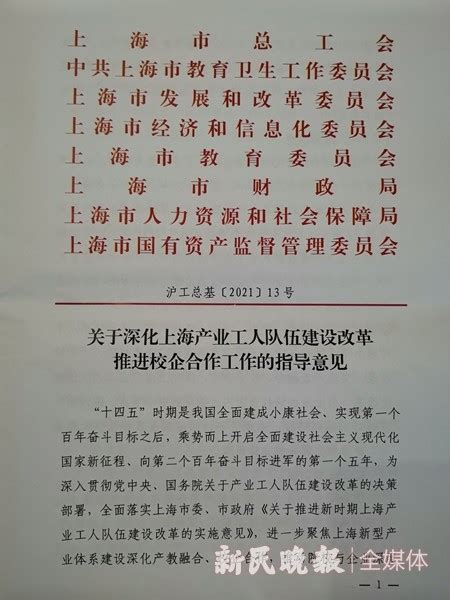 上海市总工会
中共上海市教育卫生工作委员会
上海市发展和改革委员会
上海市经济和信息化委员会
上海市教育委员会
上海市财政局
上海市人力资源和社会保障局
上海市国有资产监督管理委员会
沪工总基〔2021〕13号
关于深化上海产业工人队伍建设改革
推进校企合作工作的指导意见
“十四五”时期是我国全面建成小康社会、实现第一个
百年奋斗目标之后，乘势而上开启全面建设社会主义现代化
国家新征程、向第二个百年奋斗目标进军的第一个五年，为
深入贯彻党中央、国务院关于产业工人队伍建设改革的决策
部署，全面落实上海市委、市政府《关于推进新时期上海产
业工人队伍建设改革的实施意见》，进一步聚焦上海新型产
业体系建设深化产教融合、
新民晚报|全媒体
—1—